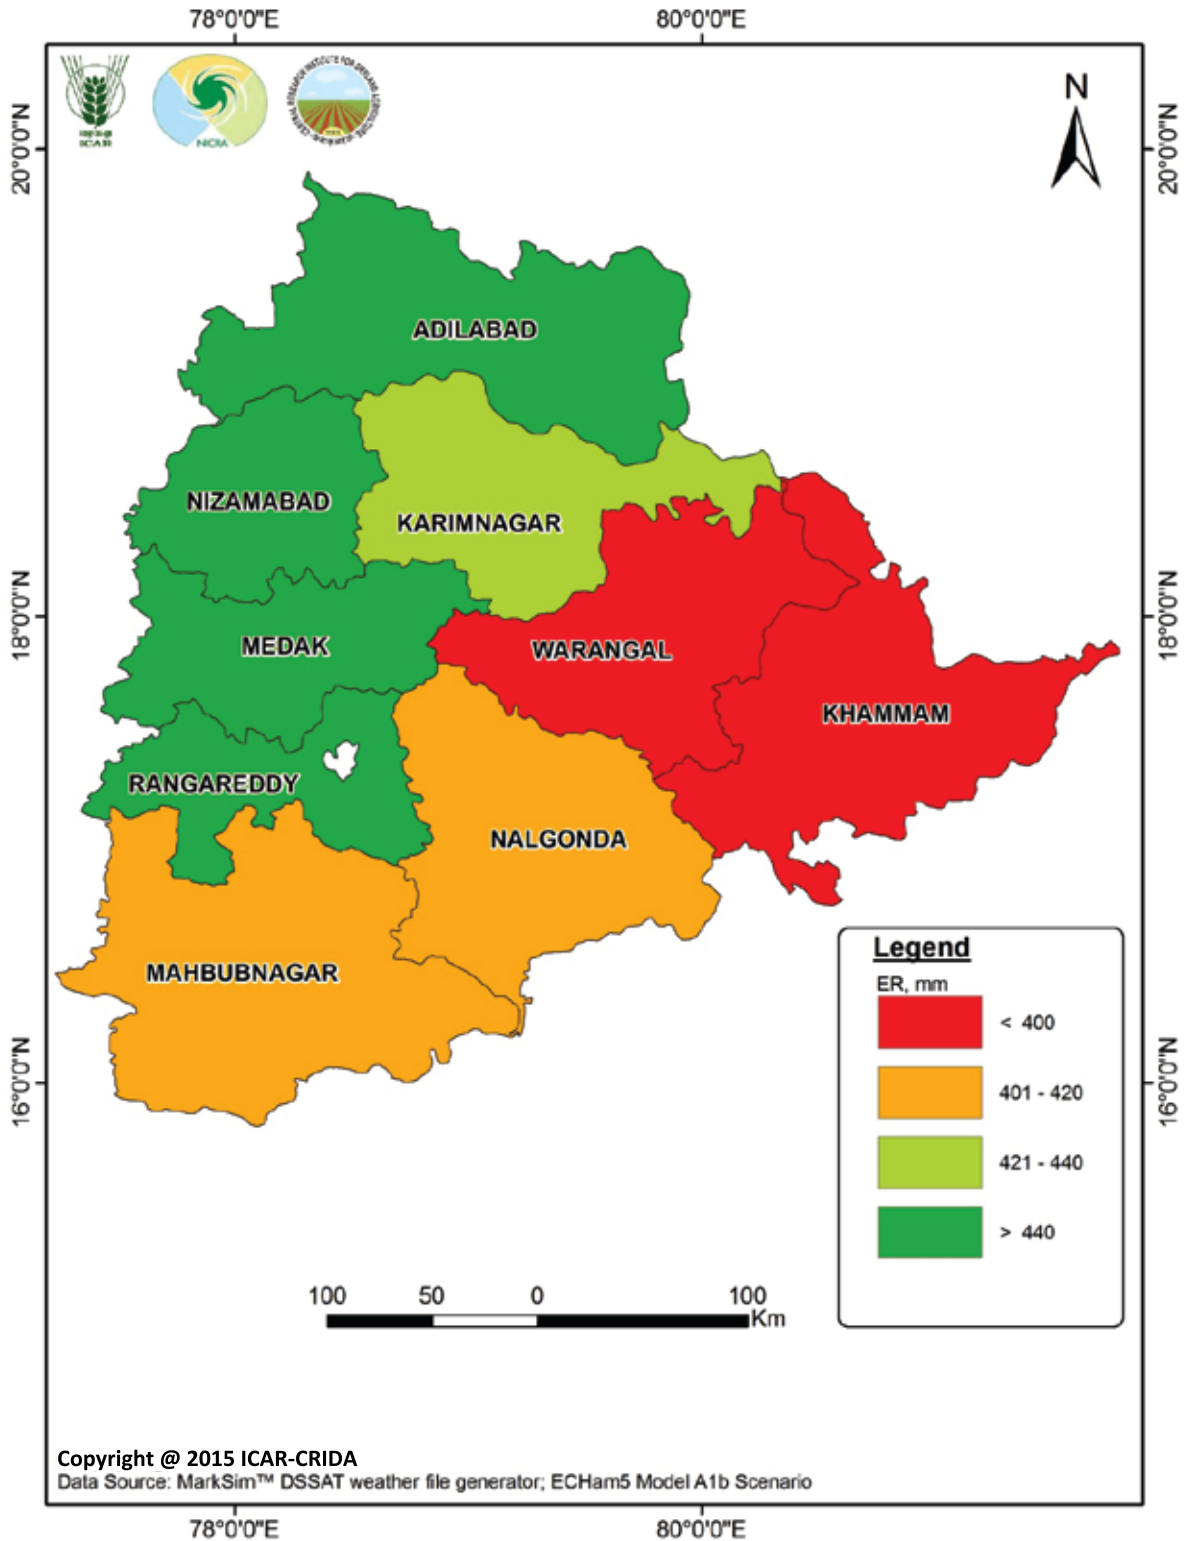 78°0'0"E 80°0'0"E
N
20°0'0"N 20°0'0"N
ICAR
NICRA
ADILABAD
NIZAMABAD
KARIMNAGAR
18°0'0"N 18°0'0"N
MEDAK
WARANGAL
KHAMMAM
RANGAREDDY
NALGONDA
MAHBUBNAGAR
16°0'0"N 16°0'0"N
Legend
ER, mm
< 400
401 - 420
421 - 440
> 440
100 50 0 100
Km
Copyright @ 2015 ICAR-CRIDA
Data Source: MarkSim™ DSSAT weather file generator; ECHam5 Model A1b Scenario
78°0'0"E 80°0'0"E